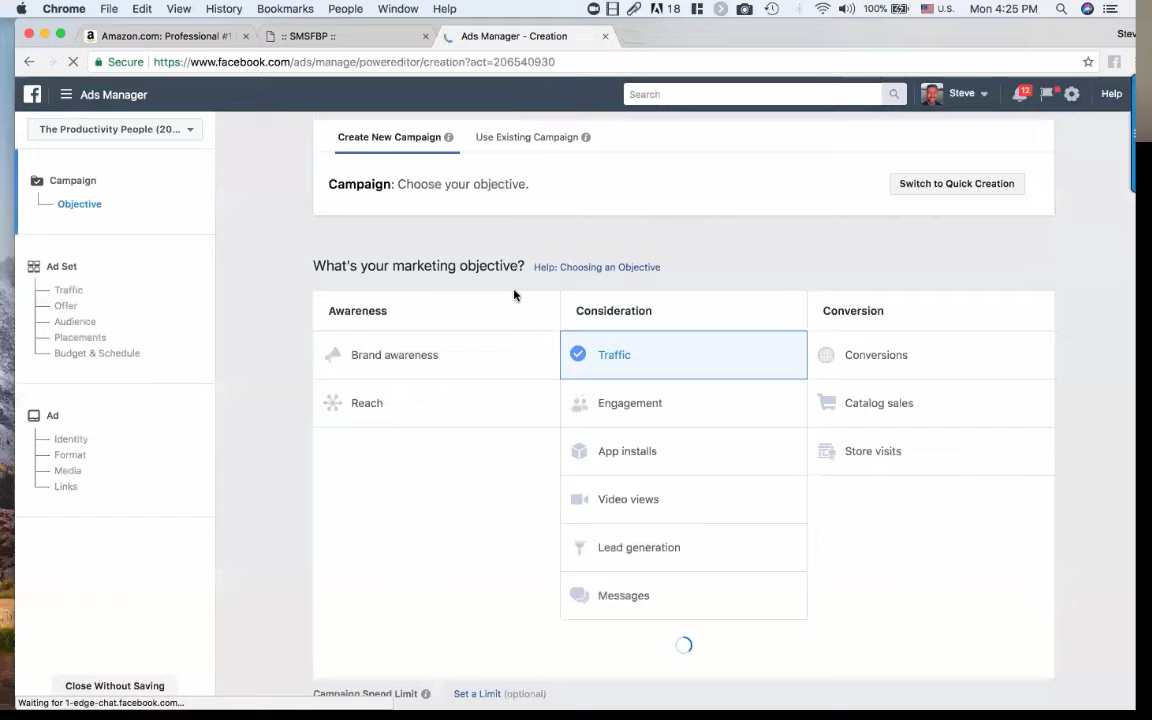 Chrome File Edit View History Bookmarks People Window Help 18 100% U.S. Mon 4:25 PM
Amazon.com: Professional #1 :: SMSFBP :: Ads Manager - Creation Stev
Secure https://www.facebook.com/ads/manage/powereditor/creation?act=206540930
Ads Manager Search Steve 12 Help
The Productivity People (20...
Create New Campaign Use Existing Campaign
Campaign: Choose your objective. Switch to Quick Creation
Campaign
Objective
Ad Set
Traffic
Offer
Audience
Placements
Budget & Schedule
Ad
Identity
Format
Media
Links
What's your marketing objective? Help: Choosing an Objective
Awareness Consideration Conversion
Brand awareness Traffic Conversions
Reach Engagement Catalog sales
App installs Store visits
Video views
Lead generation
Messages
Close Without Saving
Campaign Spend Limit Set a Limit (optional)
Waiting for 1-edge-chat.facebook.com...